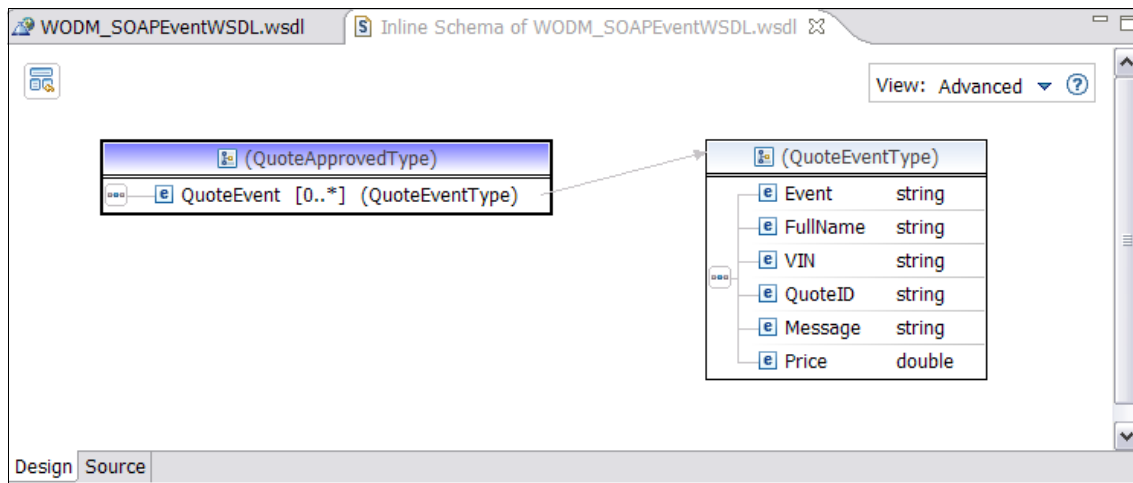 WODM_SOAPEventWSDL.wsdl
Inline Schema of WODM_SOAPEventWSDL.wsdl
View: Advanced
(QuoteApprovedType)
e QuoteEvent [0..*] (QuoteEventType)
(QuoteEventType)
e Event string
e FullName string
e VIN string
e QuoteID string
e Message string
e Price double
Design Source